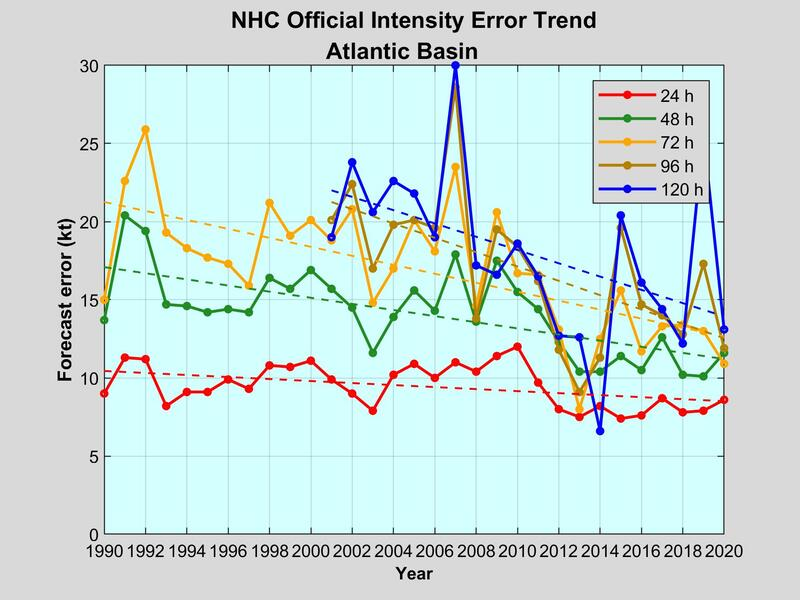 NHC Official Intensity Error Trend
Atlantic Basin
30
25
20
15
10
5
0
Forecast error (kt)
24 h
48 h
72 h
96 h
120 h
1990 1992 1994 1996 1998 2000 2002 2004 2006 2008 2010 2012 2014 2016 2018 2020
Year